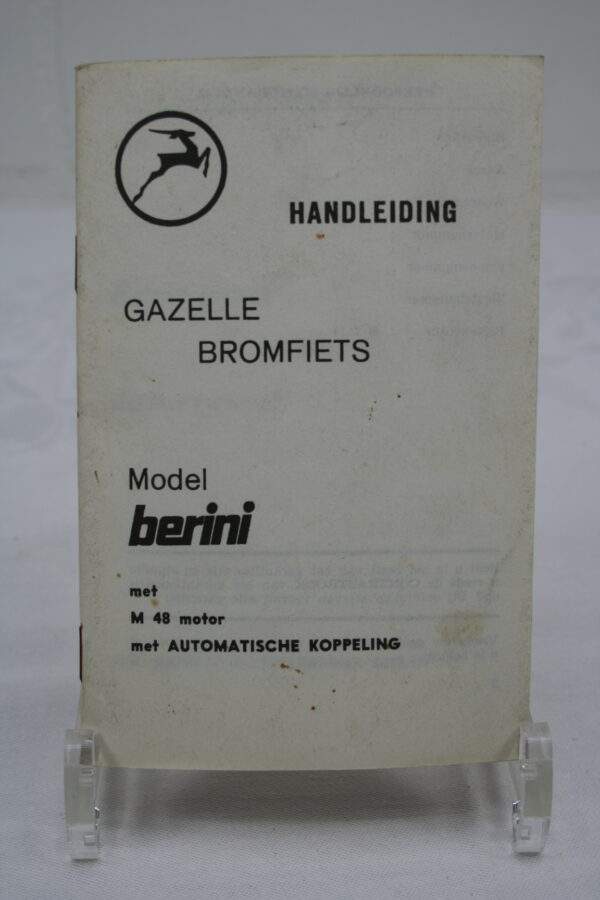 HANDLEIDING
GAZELLE
BROMFIETS
Model
berini
met
M 48 motor
met AUTOMATISCHE KOPPELING